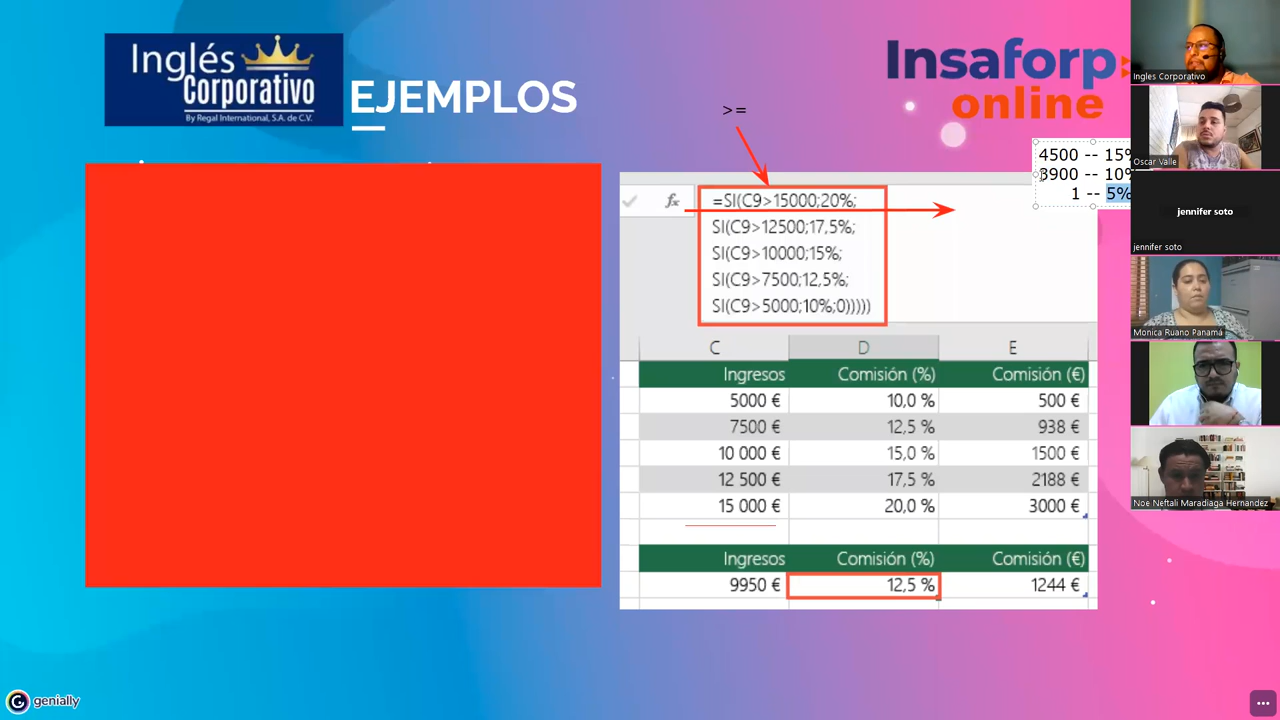 Inglés
Corporativo
By Regal International, S.A. de C.V.
EJEMPLOS
Insaforp
online
>=
4500 -- 15%
3900 -- 10%
1 -- 5%
fx
=SI(C9>15000;20%;
SI(C9>12500;17,5%;
SI(C9>10000;15%;
SI(C9>7500;12,5%;
SI(C9>5000;10%;0)))))
C D E
Ingresos Comisión (%) Comisión (€)
5000 € 10,0 % 500 €
7500 € 12,5 % 938 €
10 000 € 15,0 % 1500 €
12 500 € 17,5 % 2188 €
15 000 € 20,0 % 3000 €
Ingresos Comisión (%) Comisión (€)
9950 € 12,5 % 1244 €
Ingles Corporativo
Oscar Valle
jennifer soto
jennifer soto
Monica Ruano Panamá
Noe Neftali Maradiaga Hernandez
genially